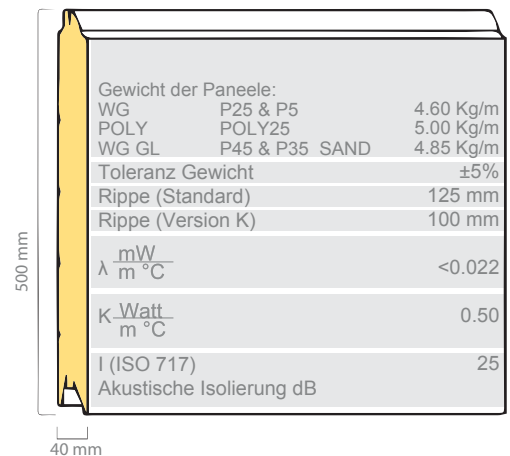 Gewicht der Paneele:
WG P25 & P5 4.60 Kg/m
POLY POLY25 5.00 Kg/m
WG GL P45 & P35 SAND 4.85 Kg/m
Toleranz Gewicht ±5%
Rippe (Standard) 125 mm
Rippe (Version K) 100 mm
λ mW
m °C <0.022
K Watt
m °C 0.50
I (ISO 717) 25
Akustische Isolierung dB
500 mm
40 mm